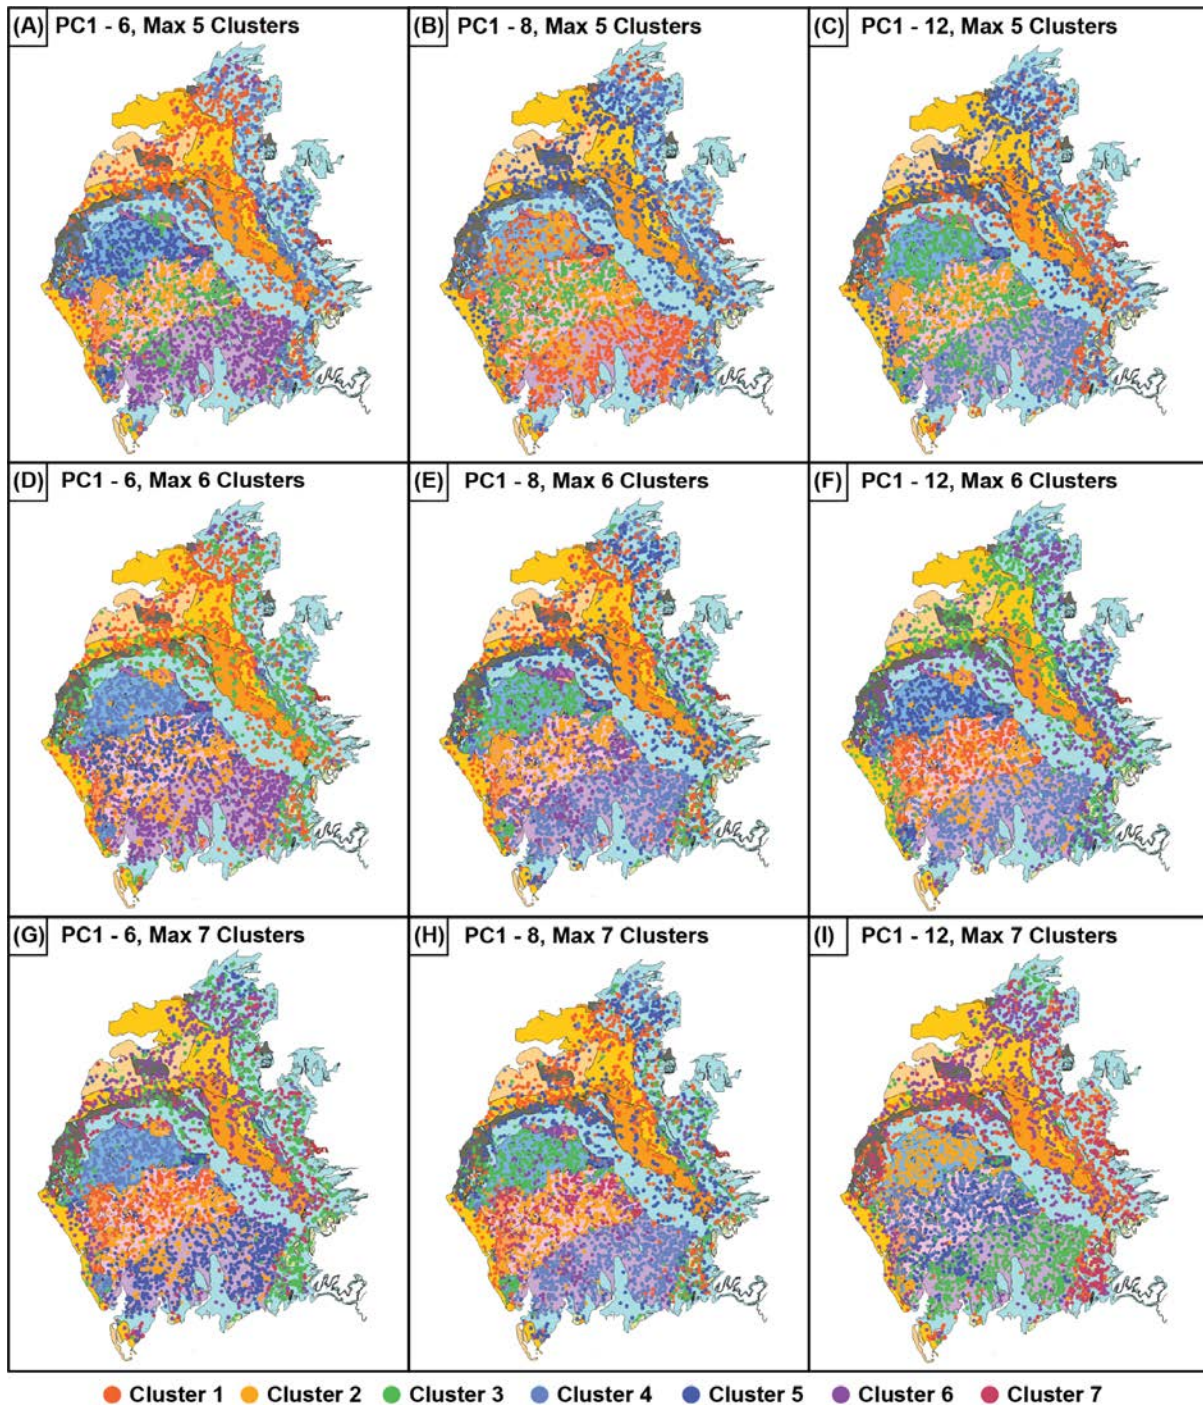 (A) PC1 - 6, Max 5 Clusters
(B) PC1 - 8, Max 5 Clusters
(C) PC1 - 12, Max 5 Clusters
(D) PC1 - 6, Max 6 Clusters
(E) PC1 - 8, Max 6 Clusters
(F) PC1 - 12, Max 6 Clusters
(G) PC1 - 6, Max 7 Clusters
(H) PC1 - 8, Max 7 Clusters
(I) PC1 - 12, Max 7 Clusters
Cluster 1 Cluster 2 Cluster 3 Cluster 4 Cluster 5 Cluster 6 Cluster 7